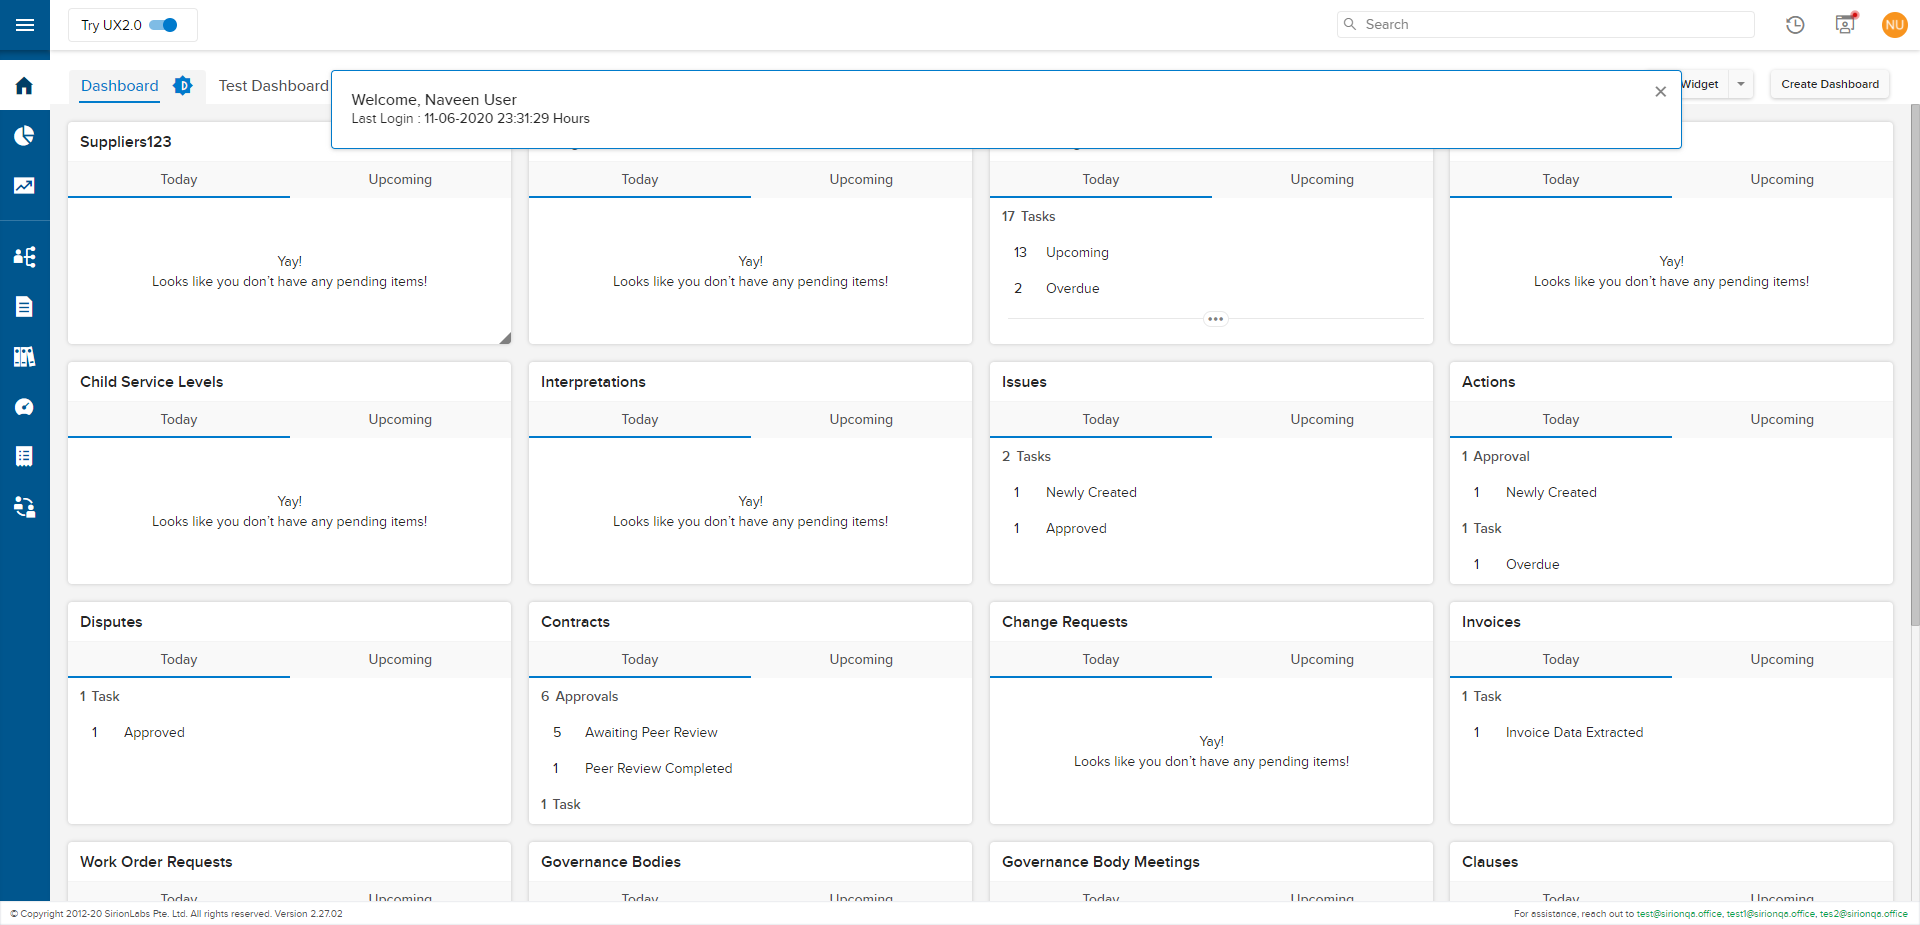 Try UX2.0
Search
NU
Dashboard
D
Test Dashboard
Welcome, Naveen User
Last Login : 11-06-2020 23:31:29 Hours
Widget
Create Dashboard
Suppliers123
Today Upcoming
Today Upcoming
Today Upcoming
Today Upcoming
Yay!
Looks like you don't have any pending items!
Yay!
Looks like you don't have any pending items!
17 Tasks
13 Upcoming
2 Overdue
Yay!
Looks like you don't have any pending items!
Child Service Levels
Today Upcoming
Yay!
Looks like you don't have any pending items!
Interpretations
Today Upcoming
Yay!
Looks like you don't have any pending items!
Issues
Today Upcoming
2 Tasks
1 Newly Created
1 Approved
Actions
Today Upcoming
1 Approval
1 Newly Created
1 Task
1 Overdue
Disputes
Today Upcoming
1 Task
1 Approved
Contracts
Today Upcoming
6 Approvals
5 Awaiting Peer Review
1 Peer Review Completed
1 Task
Change Requests
Today Upcoming
Yay!
Looks like you don't have any pending items!
Invoices
Today Upcoming
1 Task
1 Invoice Data Extracted
Work Order Requests
Today Upcoming
Governance Bodies
Today Upcoming
Governance Body Meetings
Today Upcoming
Clauses
Today Upcoming
© Copyright 2012-20 SirionLabs Pte. Ltd. All rights reserved. Version 2.27.02
For assistance, reach out to test@sirionqa.office, test1@sirionqa.office, tes2@sirionqa.office